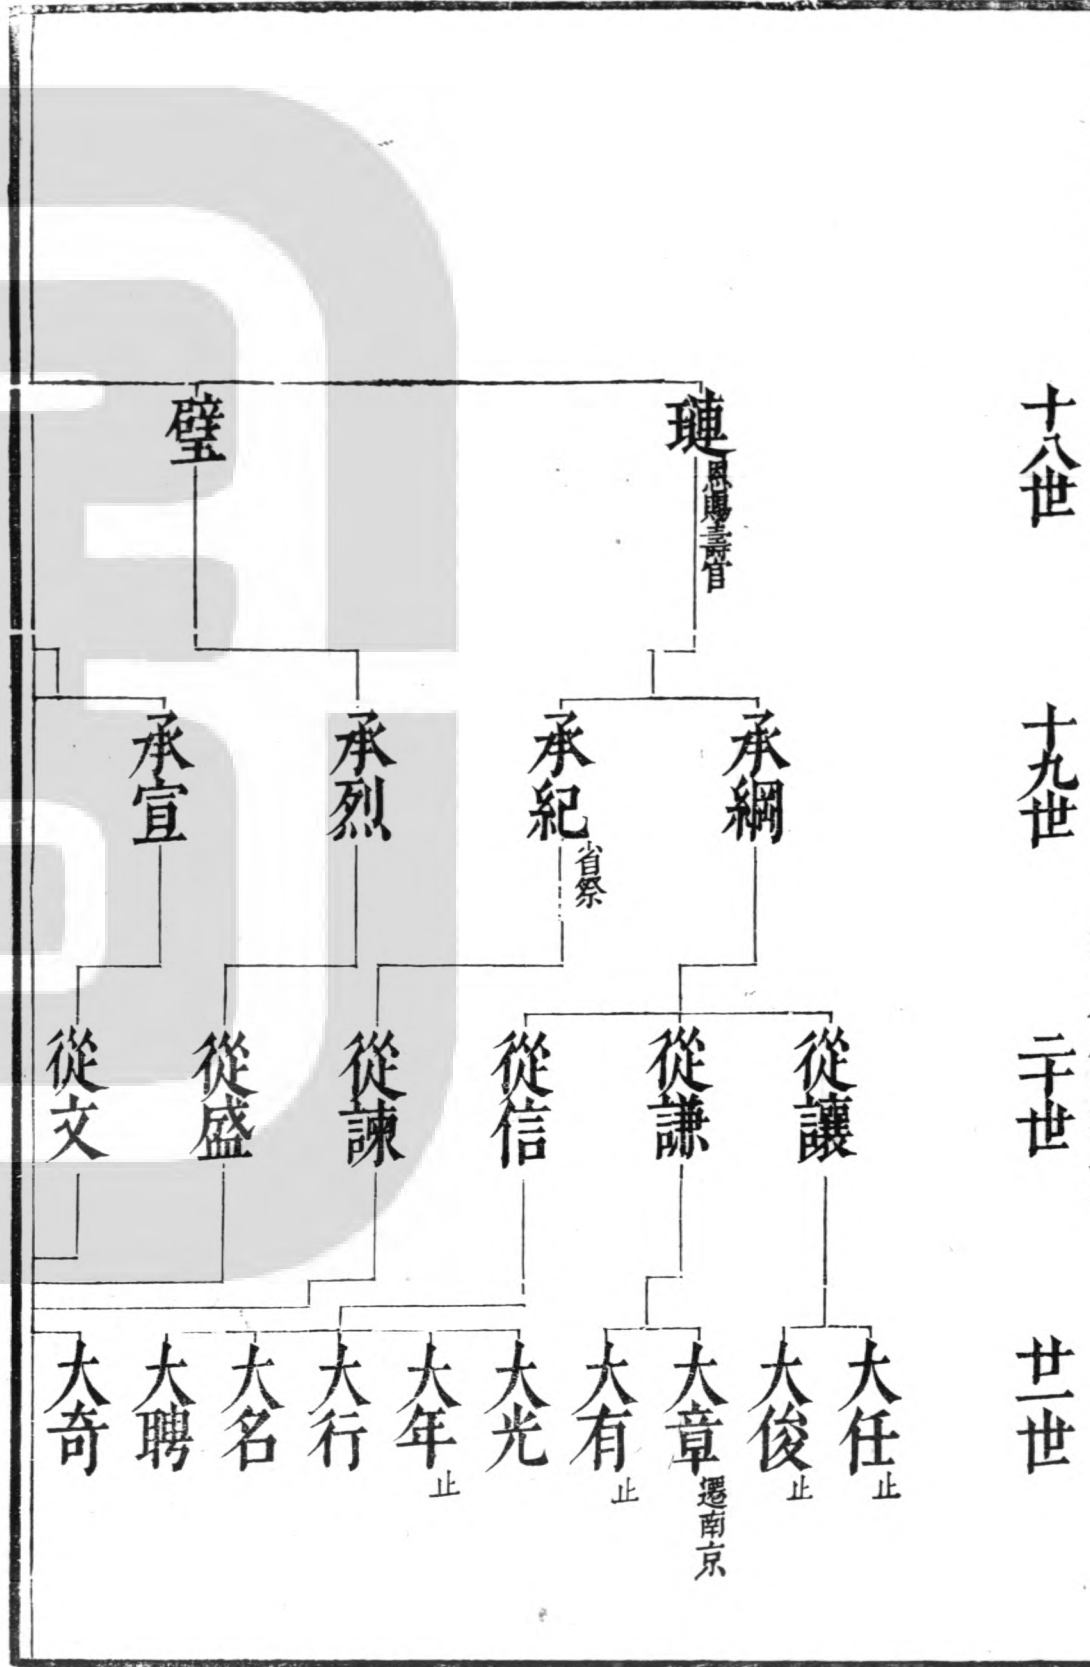 十八世
璉恩賜壽官
璧
十九世
承綱
承紀省祭
承烈
承宣
二十世
從讓
從謙
從信
從諫
從盛
從文
廿一世
大任止
大俊止
大章遷南京
大有止
大光
大年止
大行
大名
大聘
大奇